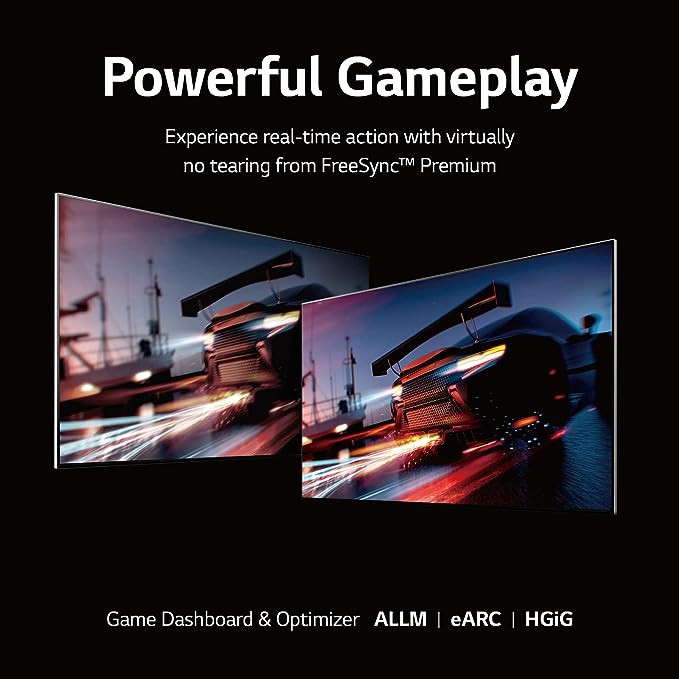 Powerful Gameplay
Experience real-time action with virtually
no tearing from FreeSync™ Premium
Game Dashboard & Optimizer ALLM | eARC | HGiG